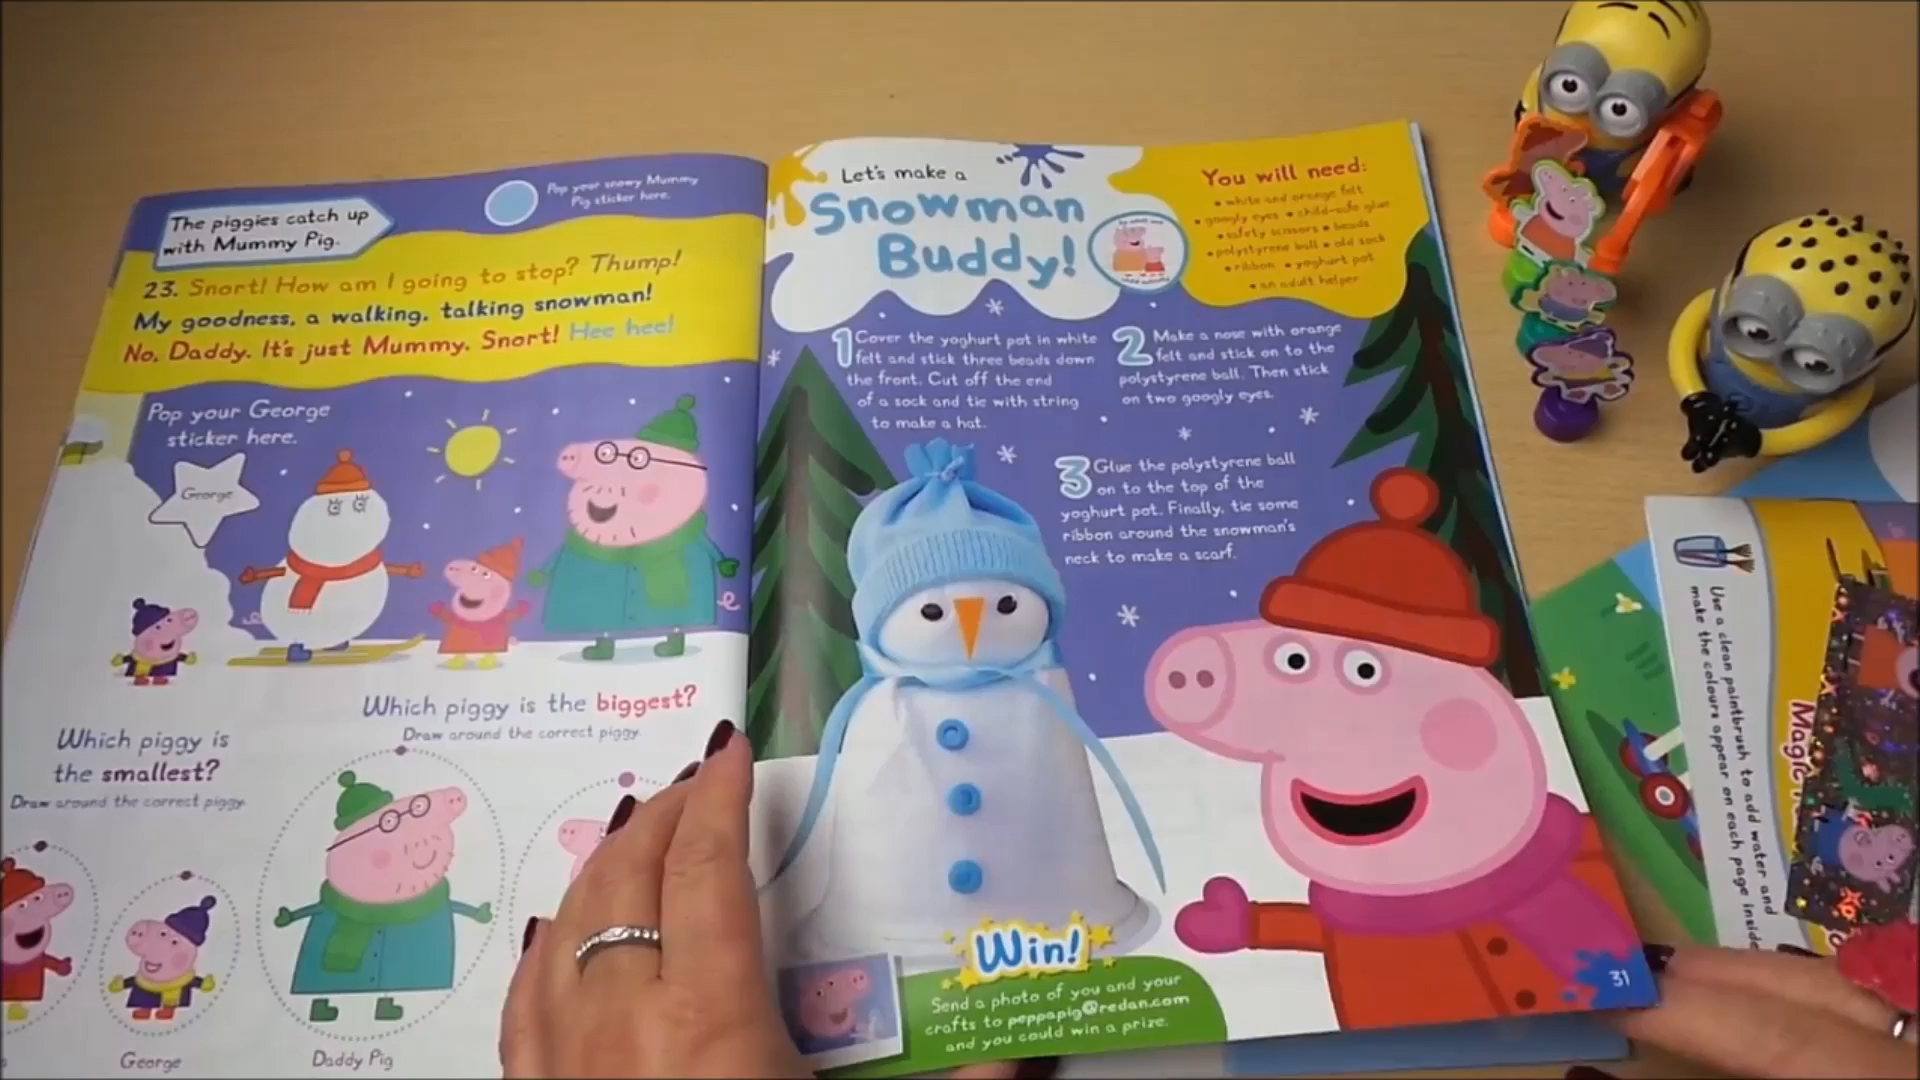 The piggies catch up
with Mummy Pig.
Pop your snowy Mummy
Pig sticker here.
23. Snort! How am I going to stop? Thump!
My goodness, a walking, talking snowman!
No, Daddy. It's just Mummy. Snort! Hee hee!
Pop your George
sticker here.
George
Which piggy is the biggest?
Draw around the correct piggy.
Which piggy is
the smallest?
Draw around the correct piggy.
George
Daddy Pig
Let's make a
Snowman
Buddy!
You will need:
• white and orange felt
• googly eyes • child-safe glue
• safety scissors • beads
• polystyrene ball • old sock
• ribbon • yoghurt pot
• an adult helper
1 Cover the yoghurt pot in white
felt and stick three beads down
the front. Cut off the end
of a sock and tie with string
to make a hat.
2 Make a nose with orange
felt and stick on to the
polystyrene ball. Then stick
on two googly eyes.
3 Glue the polystyrene ball
on to the top of the
yoghurt pot. Finally, tie some
ribbon around the snowman's
neck to make a scarf.
Win!
Send a photo of you and your
crafts to peppapig@redan.com
and you could win a prize.
31
Use a clean paintbrush to add water and
make the colours appear on each page inside
Magic